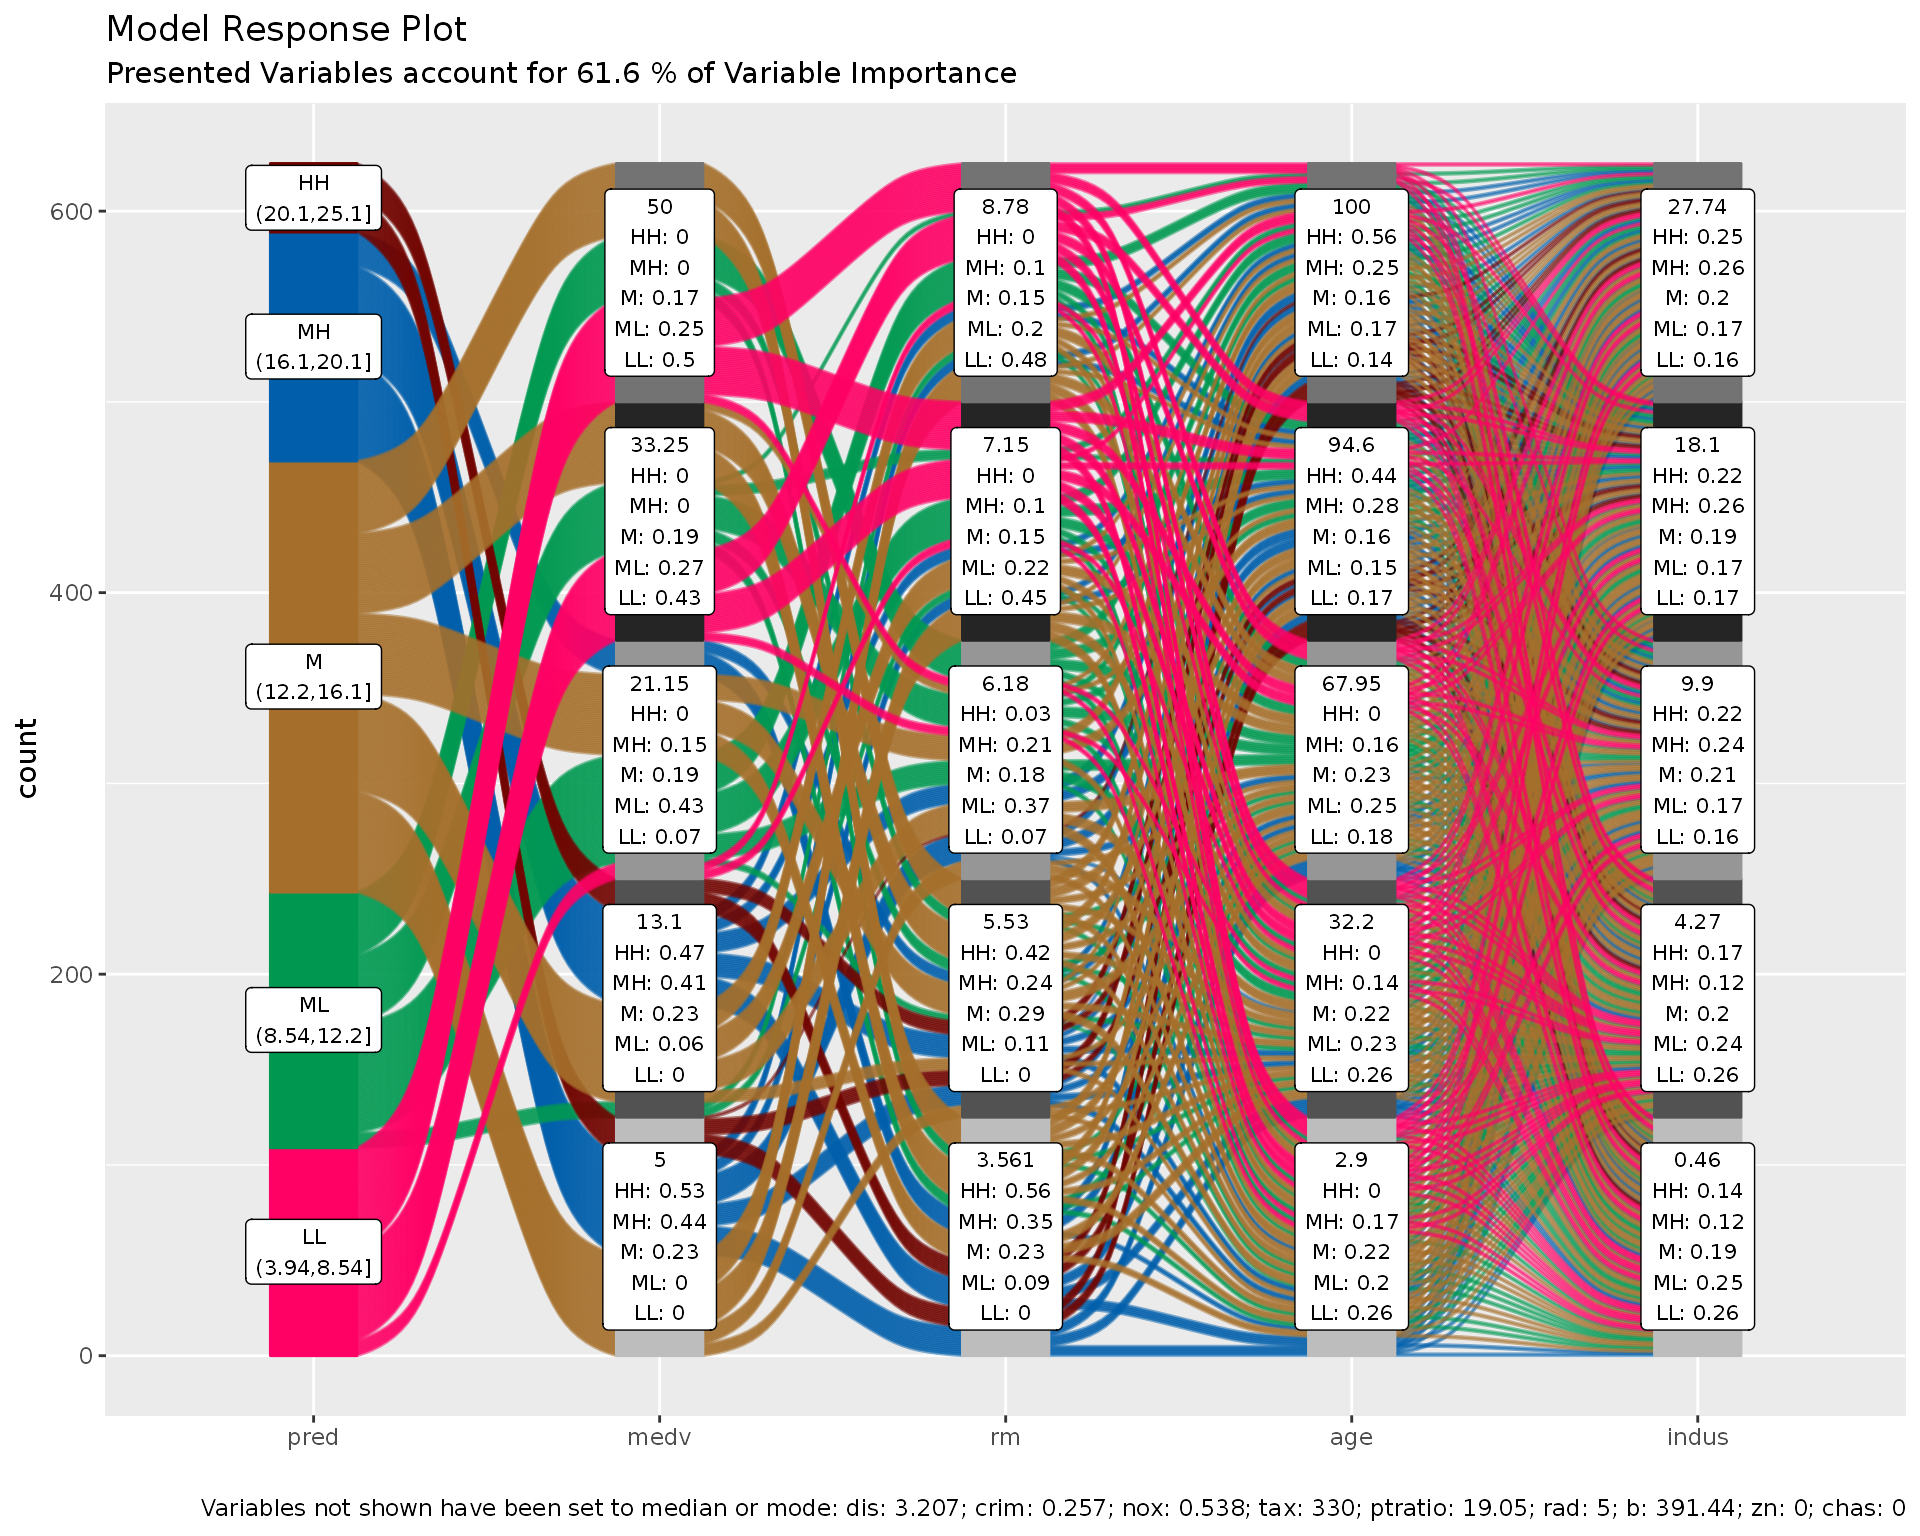 Model Response Plot
Presented Variables account for 61.6 % of Variable Importance
count
600
400
200
0
HH
(20.1,25.1]
MH
(16.1,20.1]
M
(12.2,16.1]
ML
(8.54,12.2]
LL
(3.94,8.54]
50
HH: 0
MH: 0
M: 0.17
ML: 0.25
LL: 0.5
33.25
HH: 0
MH: 0
M: 0.19
ML: 0.27
LL: 0.43
21.15
HH: 0
MH: 0.15
M: 0.19
ML: 0.43
LL: 0.07
13.1
HH: 0.47
MH: 0.41
M: 0.23
ML: 0.06
LL: 0
5
HH: 0.53
MH: 0.44
M: 0.23
ML: 0
LL: 0
8.78
HH: 0
MH: 0.1
M: 0.15
ML: 0.2
LL: 0.48
7.15
HH: 0
MH: 0.1
M: 0.15
ML: 0.22
LL: 0.45
6.18
HH: 0.03
MH: 0.21
M: 0.18
ML: 0.37
LL: 0.07
5.53
HH: 0.42
MH: 0.24
M: 0.29
ML: 0.11
LL: 0
3.561
HH: 0.56
MH: 0.35
M: 0.23
ML: 0.09
LL: 0
100
HH: 0.56
MH: 0.25
M: 0.16
ML: 0.17
LL: 0.14
94.6
HH: 0.44
MH: 0.28
M: 0.16
ML: 0.15
LL: 0.17
67.95
HH: 0
MH: 0.16
M: 0.23
ML: 0.25
LL: 0.18
32.2
HH: 0
MH: 0.14
M: 0.22
ML: 0.23
LL: 0.26
2.9
HH: 0
MH: 0.17
M: 0.22
ML: 0.2
LL: 0.26
27.74
HH: 0.25
MH: 0.26
M: 0.2
ML: 0.17
LL: 0.16
18.1
HH: 0.22
MH: 0.26
M: 0.19
ML: 0.17
LL: 0.17
9.9
HH: 0.22
MH: 0.24
M: 0.21
ML: 0.17
LL: 0.16
4.27
HH: 0.17
MH: 0.12
M: 0.2
ML: 0.24
LL: 0.26
0.46
HH: 0.14
MH: 0.12
M: 0.19
ML: 0.25
LL: 0.26
pred
medv
rm
age
indus
Variables not shown have been set to median or mode: dis: 3.207; crim: 0.257; nox: 0.538; tax: 330; ptratio: 19.05; rad: 5; b: 391.44; zn: 0; chas: 0